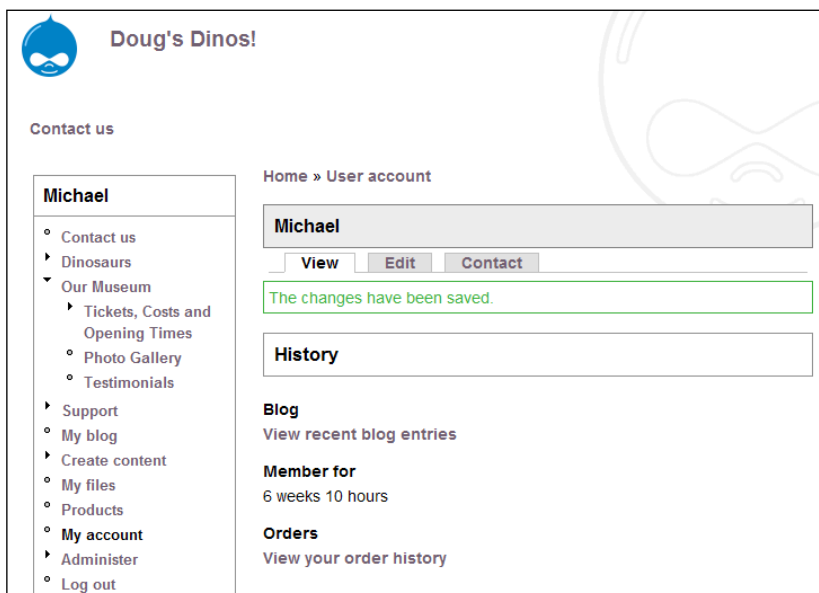 Doug's Dinos!
Contact us
Michael
Contact us
Dinosaurs
Our Museum
Tickets, Costs and
Opening Times
Photo Gallery
Testimonials
Support
My blog
Create content
My files
Products
My account
Administer
Log out
Home » User account
Michael
View Edit Contact
The changes have been saved.
History
Blog
View recent blog entries
Member for
6 weeks 10 hours
Orders
View your order history